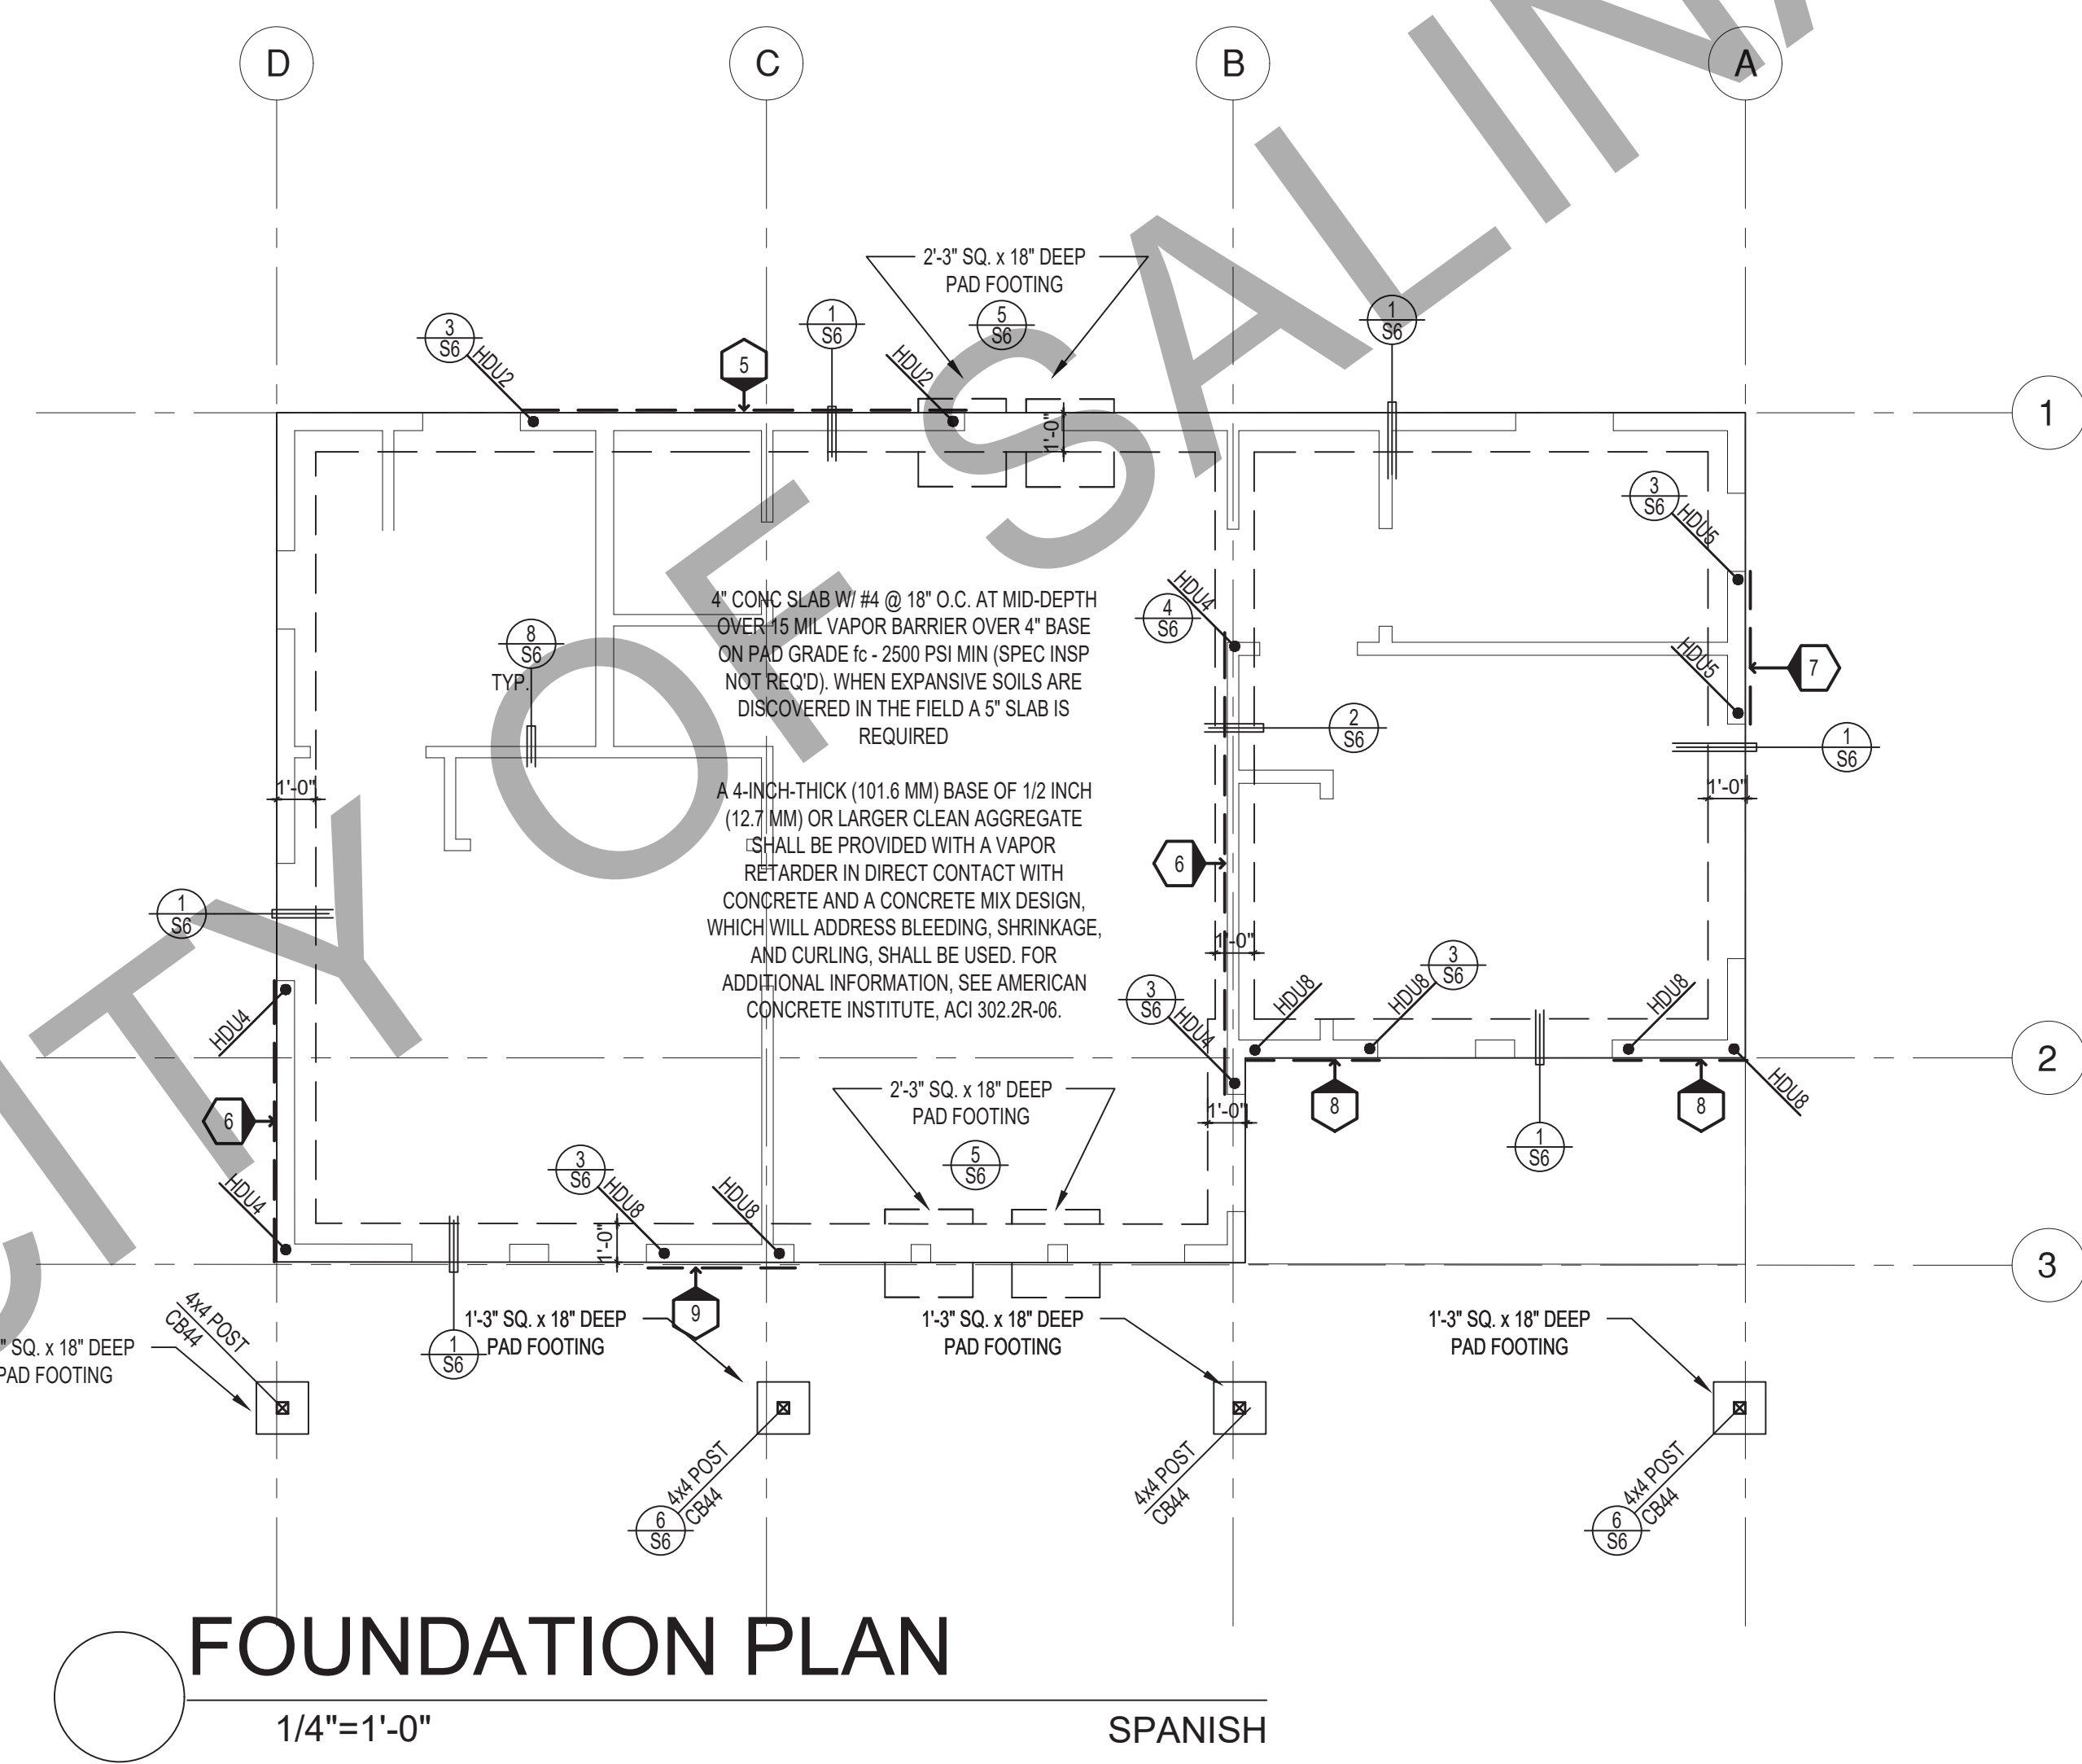 D
C
B
A
1
2
3
CITY OF SALINA
2'-3" SQ. x 18" DEEP
PAD FOOTING
5
S6
3
S6
HDU2
5
1
S6
HDU2
1
S6
1'-0"
3
S6
HDU5
HDU5
7
1
S6
1'-0"
8
S6
TYP.
4" CONC SLAB W/ #4 @ 18" O.C. AT MID-DEPTH
OVER 15 MIL VAPOR BARRIER OVER 4" BASE
ON PAD GRADE fc - 2500 PSI MIN (SPEC INSP
NOT REQ'D). WHEN EXPANSIVE SOILS ARE
DISCOVERED IN THE FIELD A 5" SLAB IS
REQUIRED
A 4-INCH-THICK (101.6 MM) BASE OF 1/2 INCH
(12.7 MM) OR LARGER CLEAN AGGREGATE
SHALL BE PROVIDED WITH A VAPOR
RETARDER IN DIRECT CONTACT WITH
CONCRETE AND A CONCRETE MIX DESIGN,
WHICH WILL ADDRESS BLEEDING, SHRINKAGE,
AND CURLING, SHALL BE USED. FOR
ADDITIONAL INFORMATION, SEE AMERICAN
CONCRETE INSTITUTE, ACI 302.2R-06.
HDU4
4
S6
2
S6
6
1'-0"
1'-0"
1
S6
HDU4
6
HDU4
3
S6
HDU4
HDU8
HDU8
3
S6
HDU8
HDU8
8
8
1
S6
1'-0"
2'-3" SQ. x 18" DEEP
PAD FOOTING
5
S6
3
S6
HDU8
HDU8
1'-0"
9
1
S6
4x4 POST
CB44
" SQ. x 18" DEEP
PAD FOOTING
1'-3" SQ. x 18" DEEP
PAD FOOTING
1'-3" SQ. x 18" DEEP
PAD FOOTING
1'-3" SQ. x 18" DEEP
PAD FOOTING
4x4 POST
CB44
6
S6
4x4 POST
CB44
4x4 POST
CB44
6
S6
FOUNDATION PLAN
1/4"=1'-0"
SPANISH